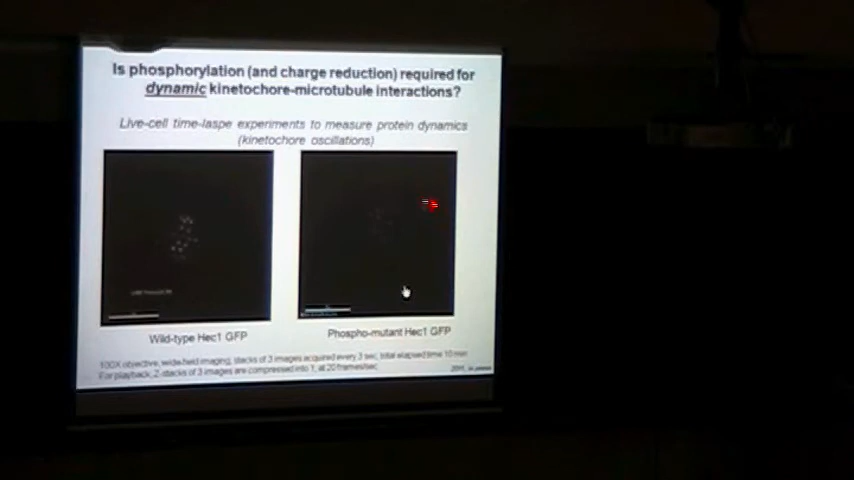 Is phosphorylation (and charge reduction) required for
dynamic kinetochore-microtubule interactions?
Live-cell time-laspe experiments to measure protein dynamics
(kinetochore oscillations)
Wild-type Hec1 GFP
Phospho-mutant Hec1 GFP
100X objective, wide-field imaging, stacks of 3 images acquired every 3 sec, total elapsed time 10 min
For playback, Z-stacks of 3 images are compressed into 1, at 20 frames/sec